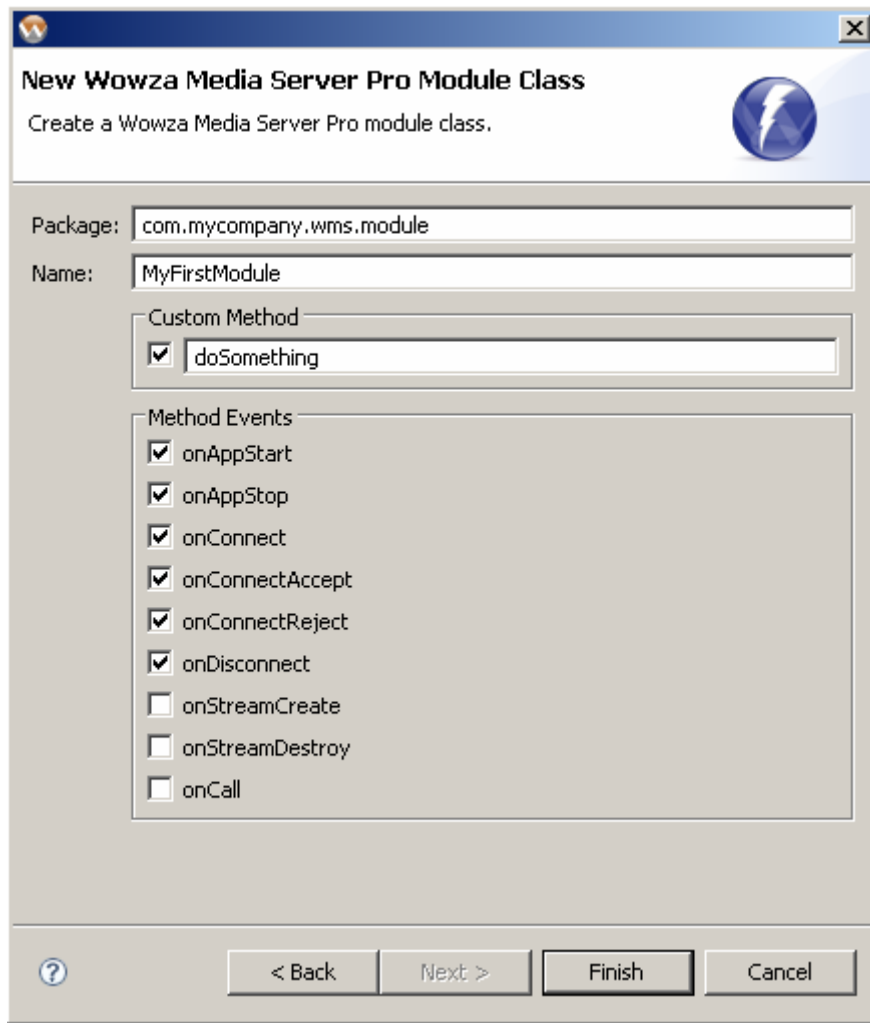 New Wowza Media Server Pro Module Class
Create a Wowza Media Server Pro module class.
Package: com.mycompany.wms.module
Name: MyFirstModule
Custom Method
doSomething
Method Events
onAppStart
onAppStop
onConnect
onConnectAccept
onConnectReject
onDisconnect
onStreamCreate
onStreamDestroy
onCall
? < Back Next > Finish Cancel